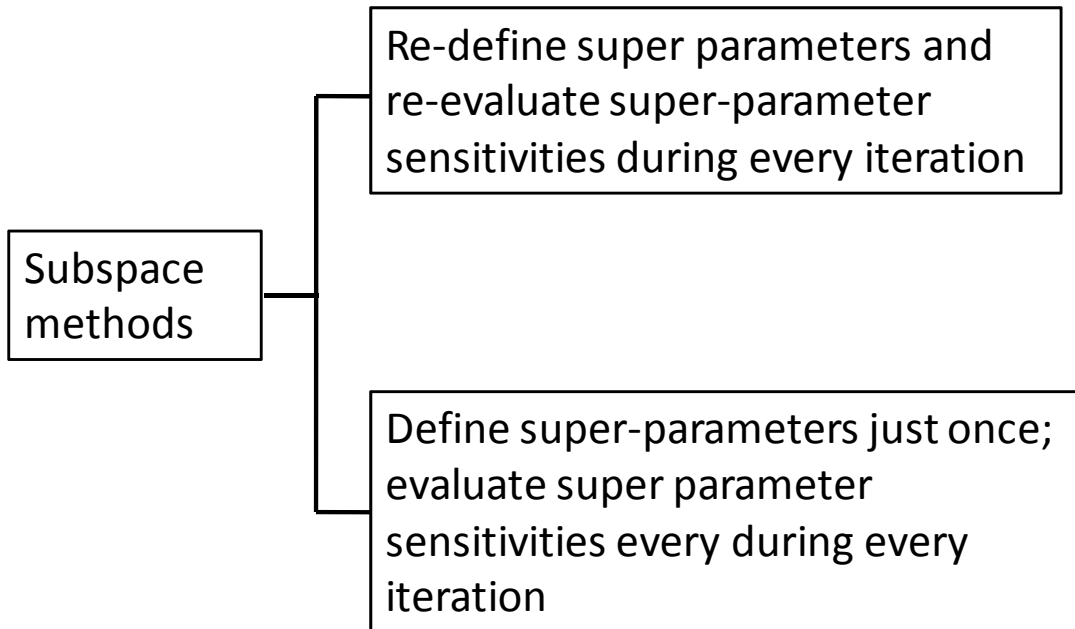 Re-define super parameters and
re-evaluate super-parameter
sensitivities during every iteration
Subspace
methods
Define super-parameters just once;
evaluate super parameter
sensitivities every during every
iteration